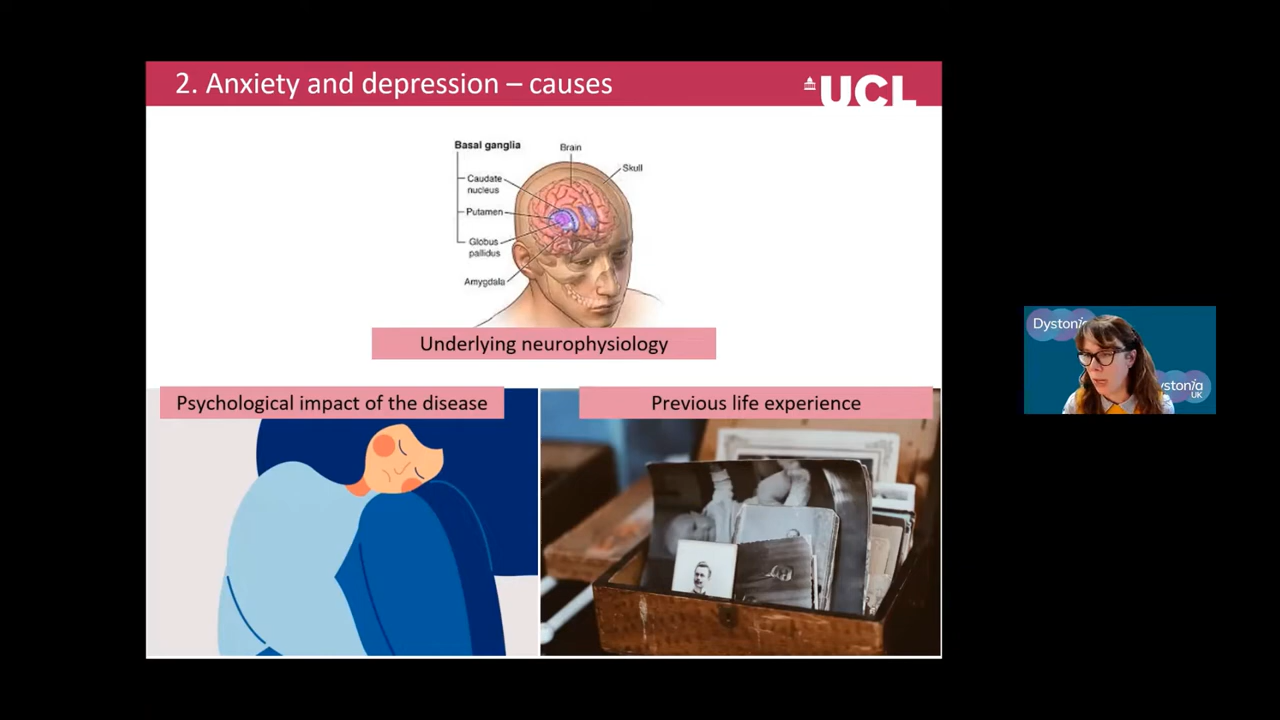 2. Anxiety and depression – causes
UCL
Basal ganglia
Brain
Skull
Caudate
nucleus
Putamen
Globus
pallidus
Amygdala
Underlying neurophysiology
Psychological impact of the disease
Previous life experience
Dystonia
ystonia
UK